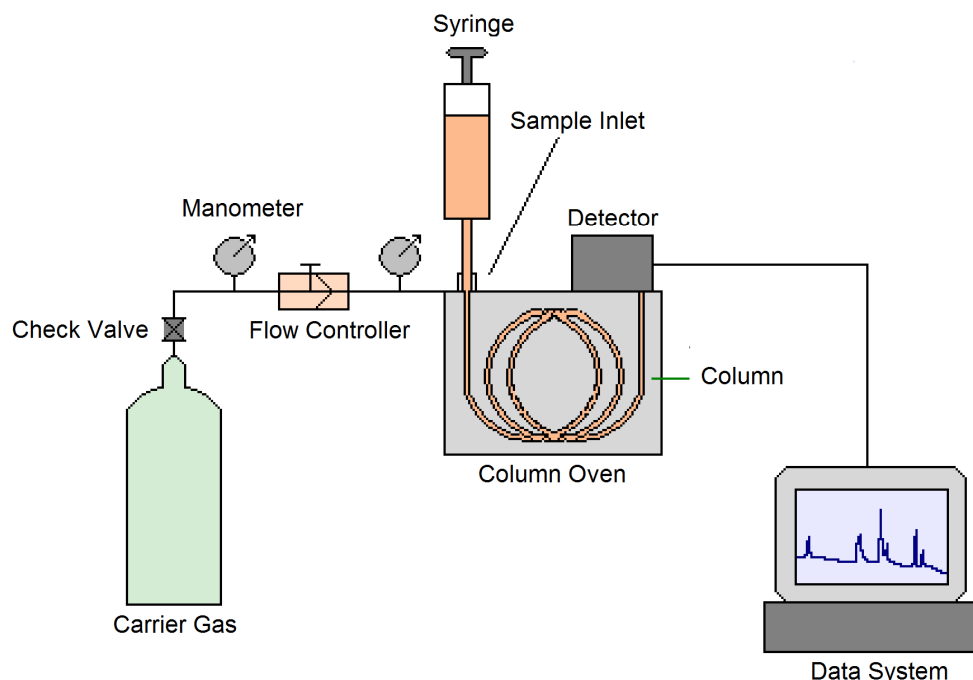 Syringe
Sample Inlet
Manometer
Detector
Check Valve
Flow Controller
Column
Column Oven
Carrier Gas
Data System